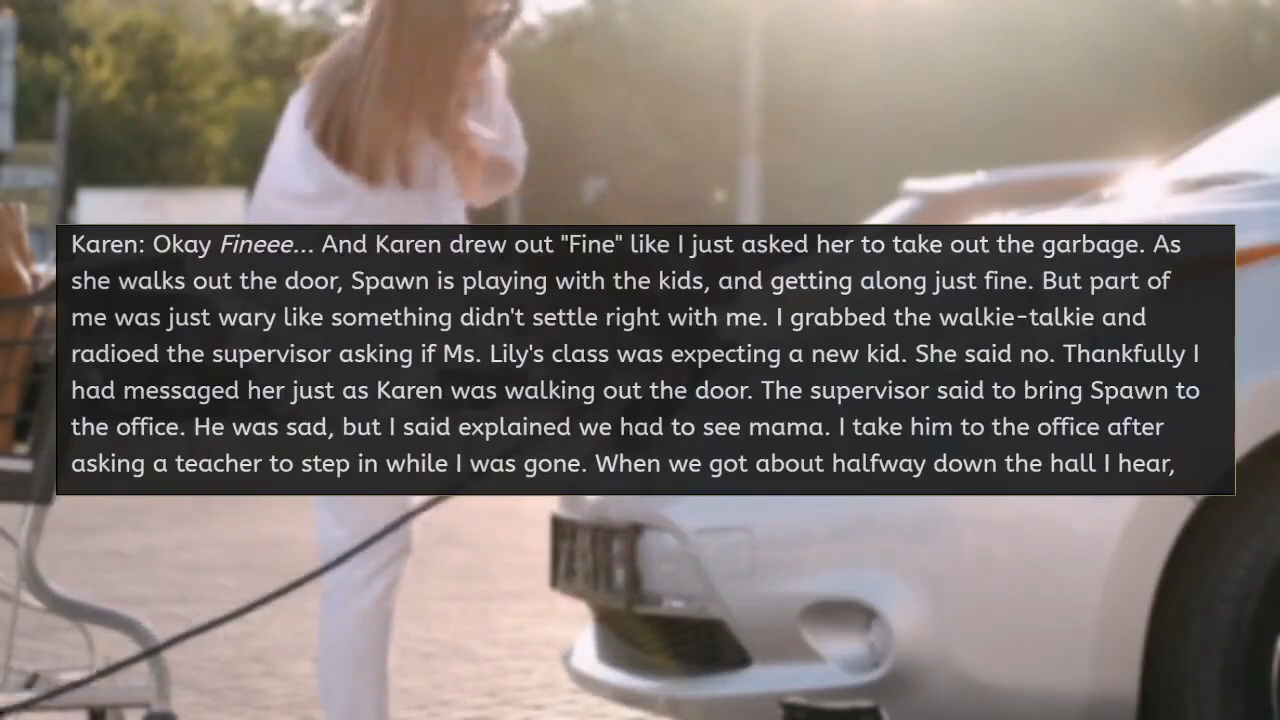 Karen: Okay Fineee... And Karen drew out "Fine" like I just asked her to take out the garbage. As
she walks out the door, Spawn is playing with the kids, and getting along just fine. But part of
me was just wary like something didn't settle right with me. I grabbed the walkie-talkie and
radioed the supervisor asking if Ms. Lily's class was expecting a new kid. She said no. Thankfully I
had messaged her just as Karen was walking out the door. The supervisor said to bring Spawn to
the office. He was sad, but I said explained we had to see mama. I take him to the office after
asking a teacher to step in while I was gone. When we got about halfway down the hall I hear,